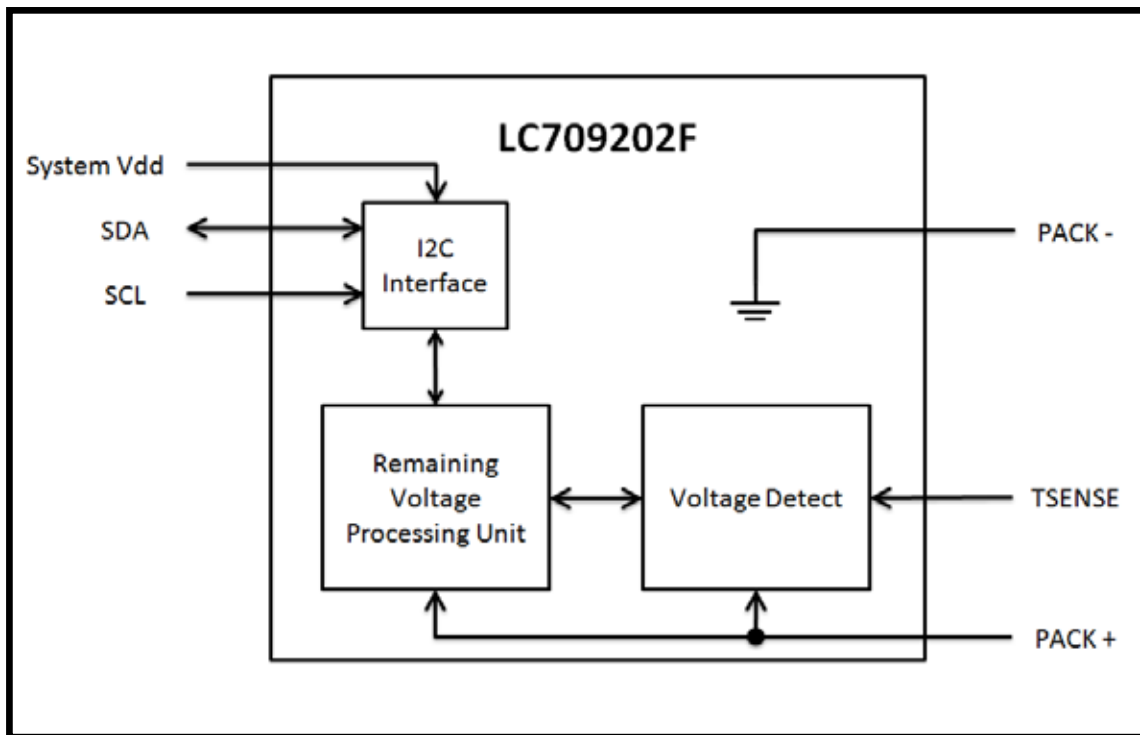 LC709202F
System Vdd
SDA
SCL
I2C
Interface
PACK -
Remaining
Voltage
Processing Unit
Voltage Detect
TSENSE
PACK +